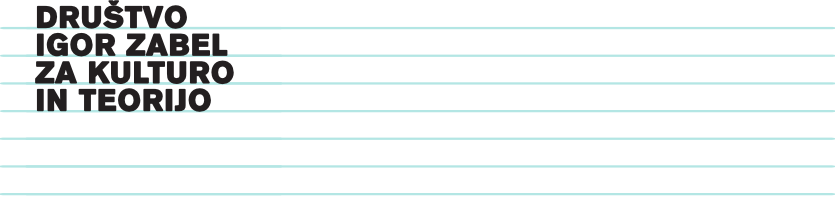 DRUŠTVO
IGOR ZABEL
ZA KULTURO
IN TEORIJO